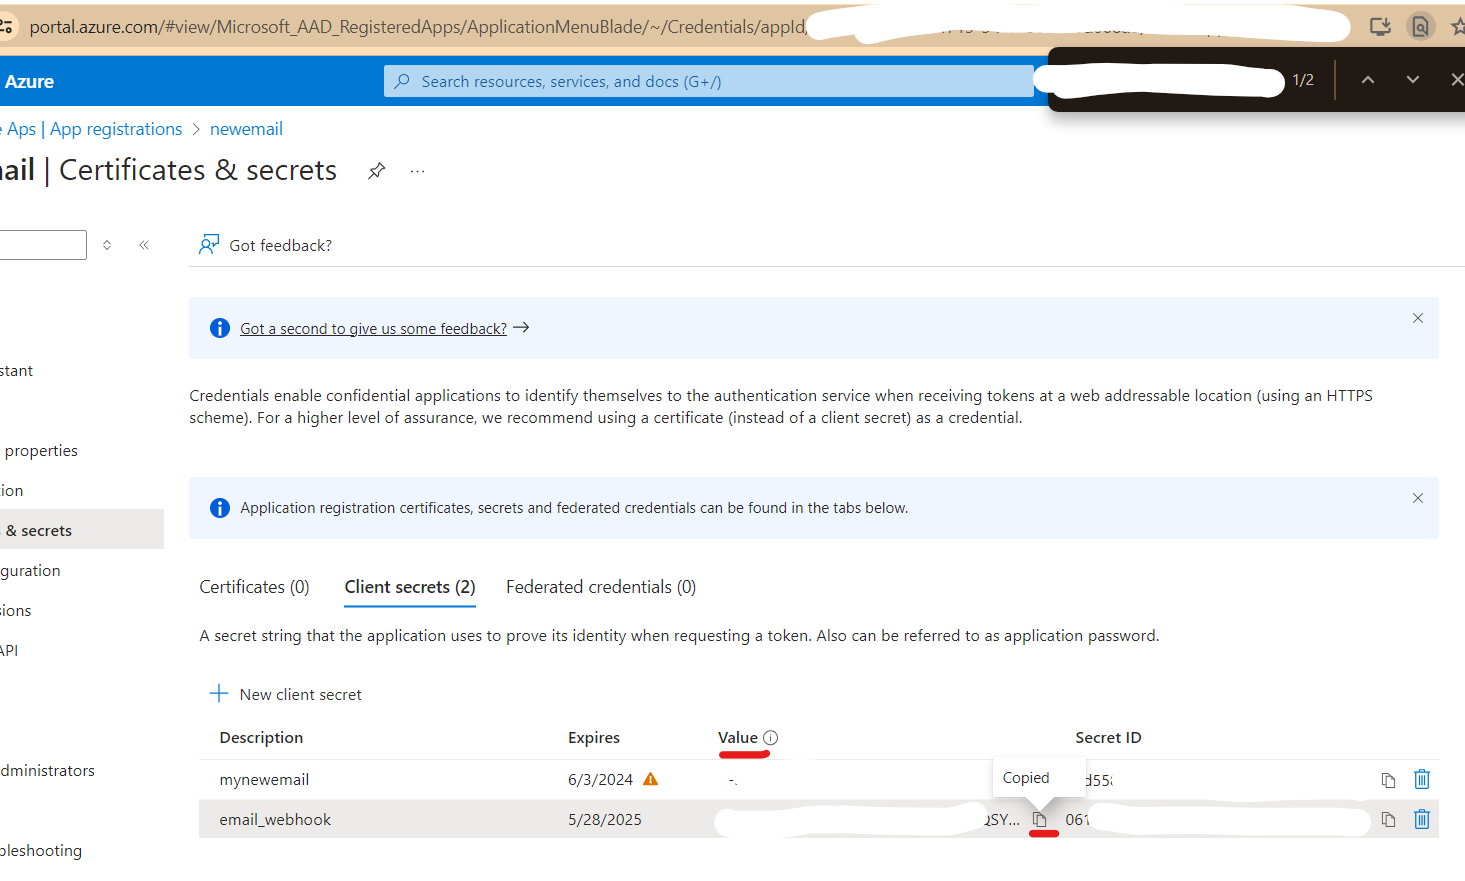 portal.azure.com/#view/Microsoft_AAD_RegisteredApps/ApplicationMenuBlade/~/Credentials/appId/
Azure
Search resources, services, and docs (G+/)
1/2
Aps | App registrations > newemail
ail | Certificates & secrets ...
Got feedback?
Got a second to give us some feedback? →
stant
Credentials enable confidential applications to identify themselves to the authentication service when receiving tokens at a web addressable location (using an HTTPS
scheme). For a higher level of assurance, we recommend using a certificate (instead of a client secret) as a credential.
properties
ion
Application registration certificates, secrets and federated credentials can be found in the tabs below.
& secrets
guration
Certificates (0) Client secrets (2) Federated credentials (0)
sions
A secret string that the application uses to prove its identity when requesting a token. Also can be referred to as application password.
API
New client secret
Description Expires Value Secret ID
dministrators
mynewemail 6/3/2024 Copied d558
email_webhook 5/28/2025 QSY... 061
bleshooting